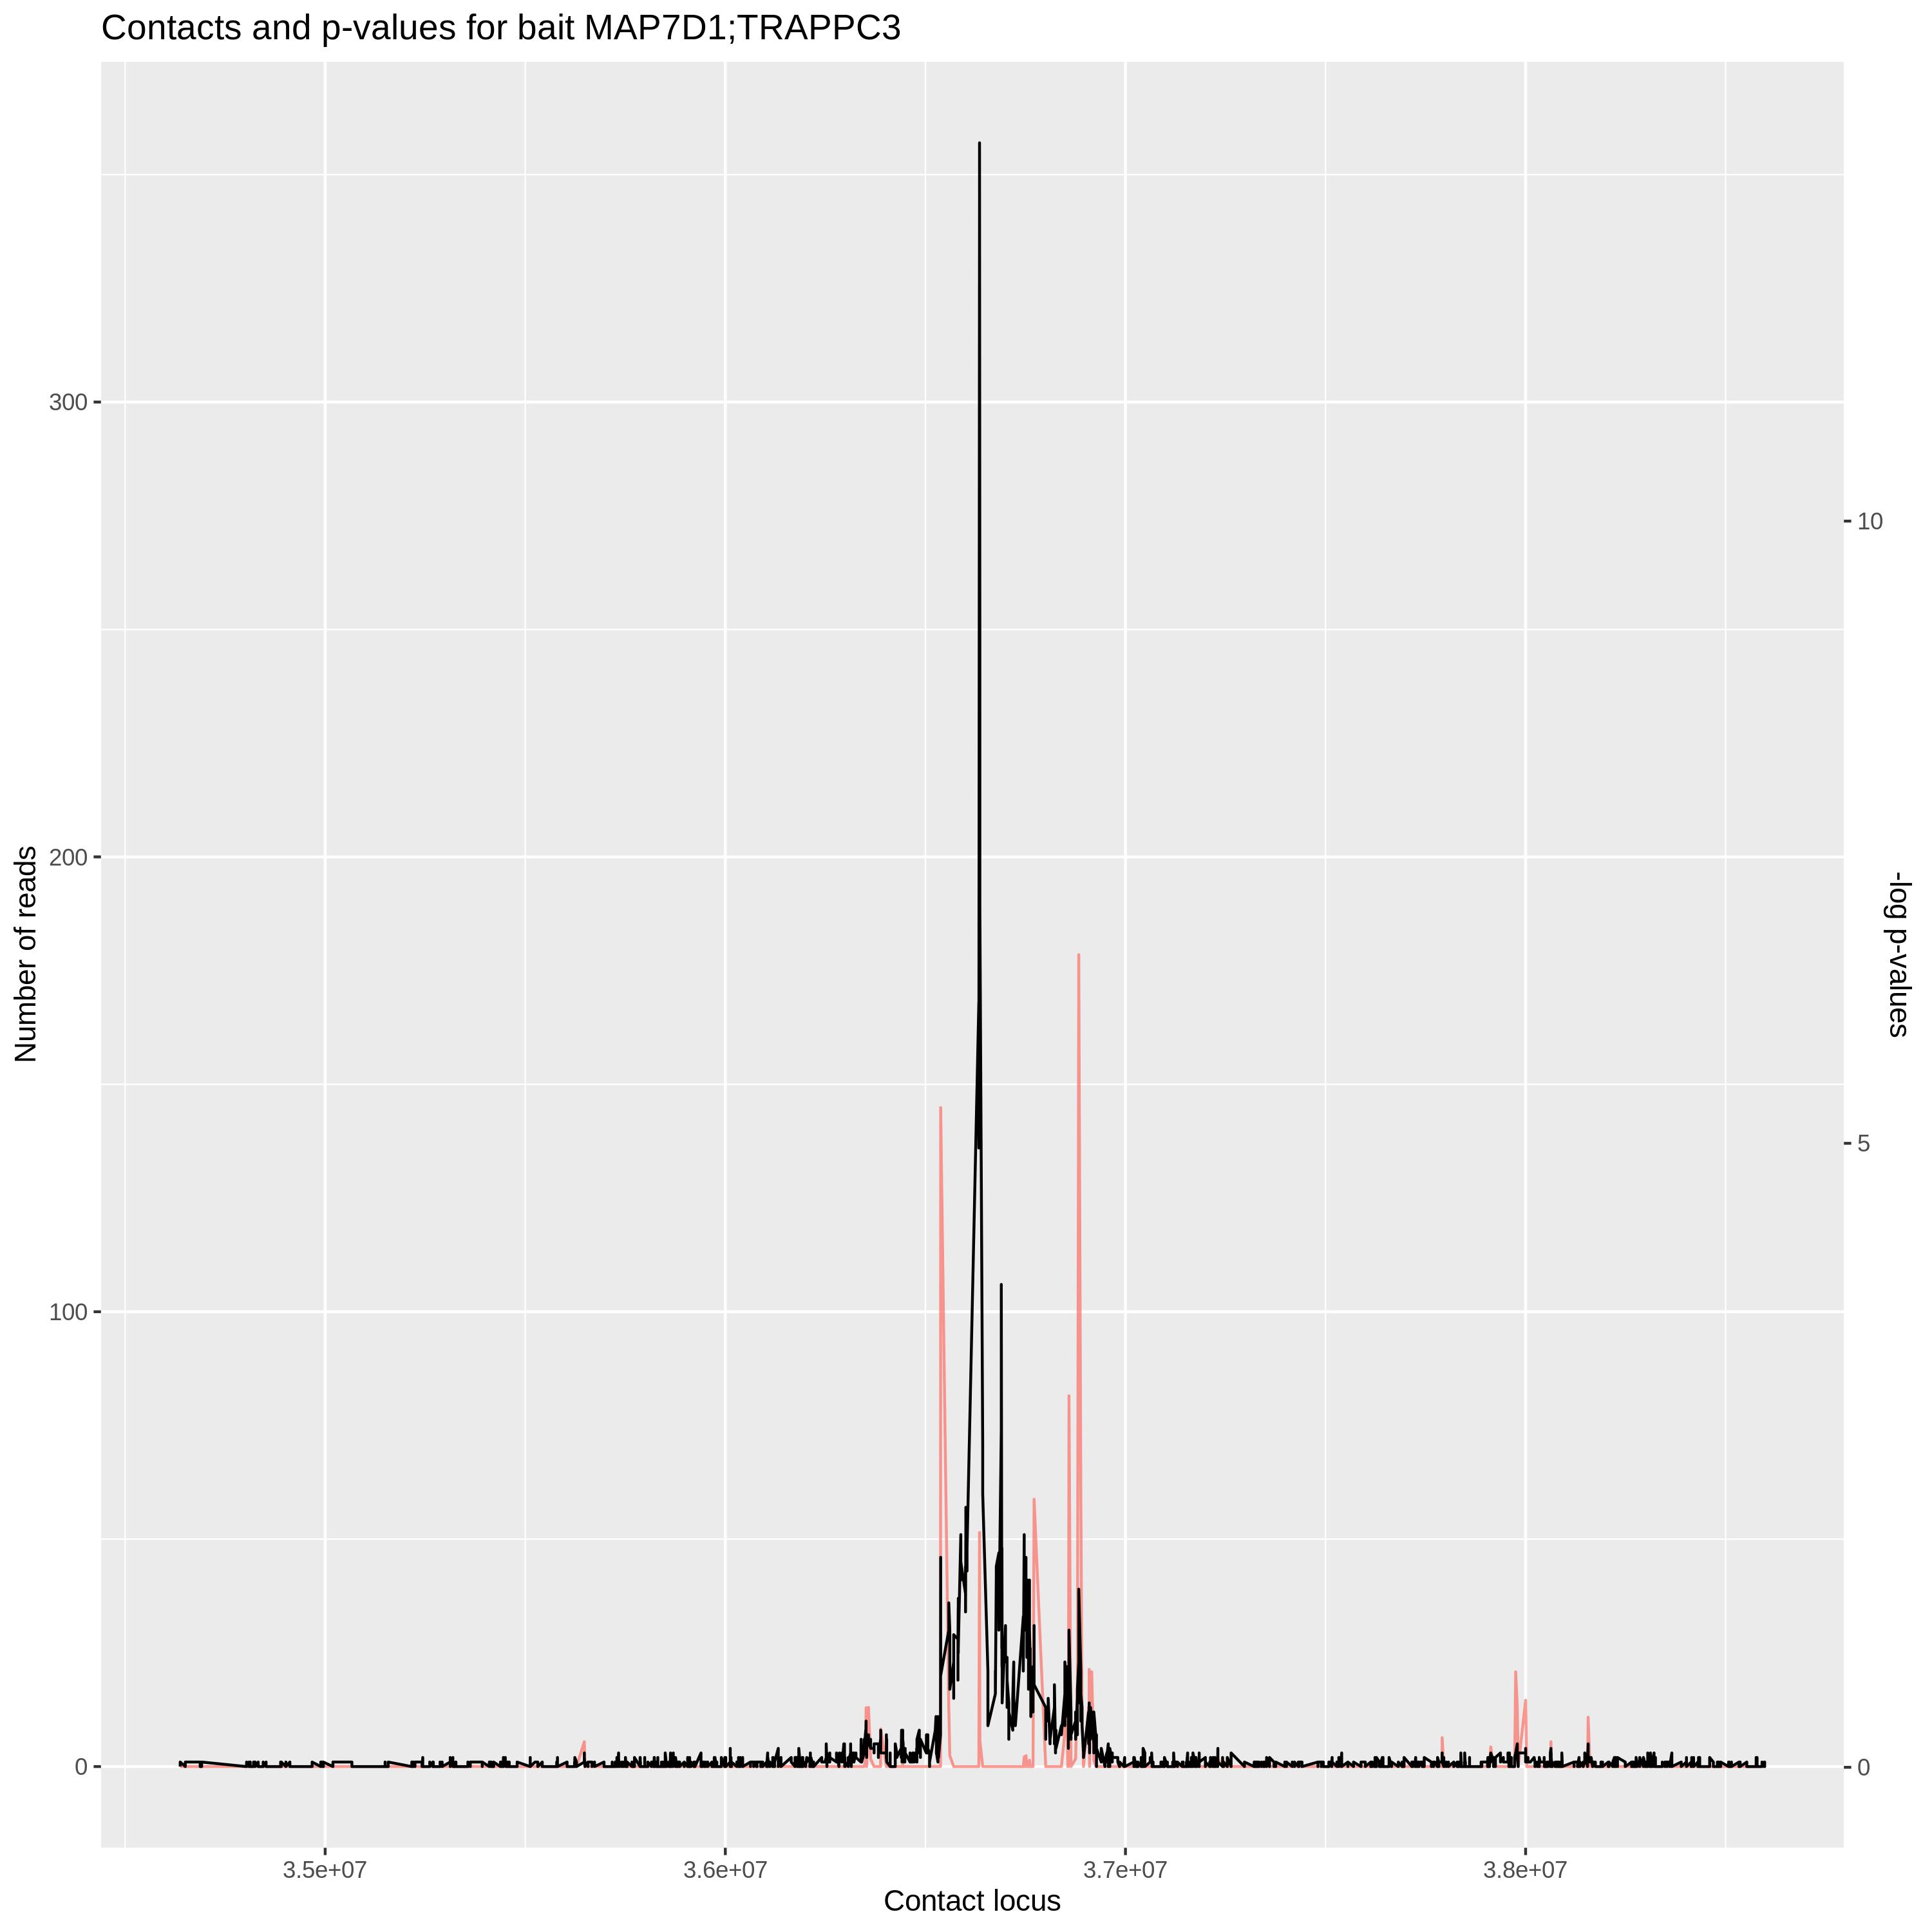 Contacts and p-values for bait MAP7D1;TRAPPC3
Number of reads
300
200
100
0
10
5
0
-log p-values
3.5e+07
3.6e+07
3.7e+07
3.8e+07
Contact locus